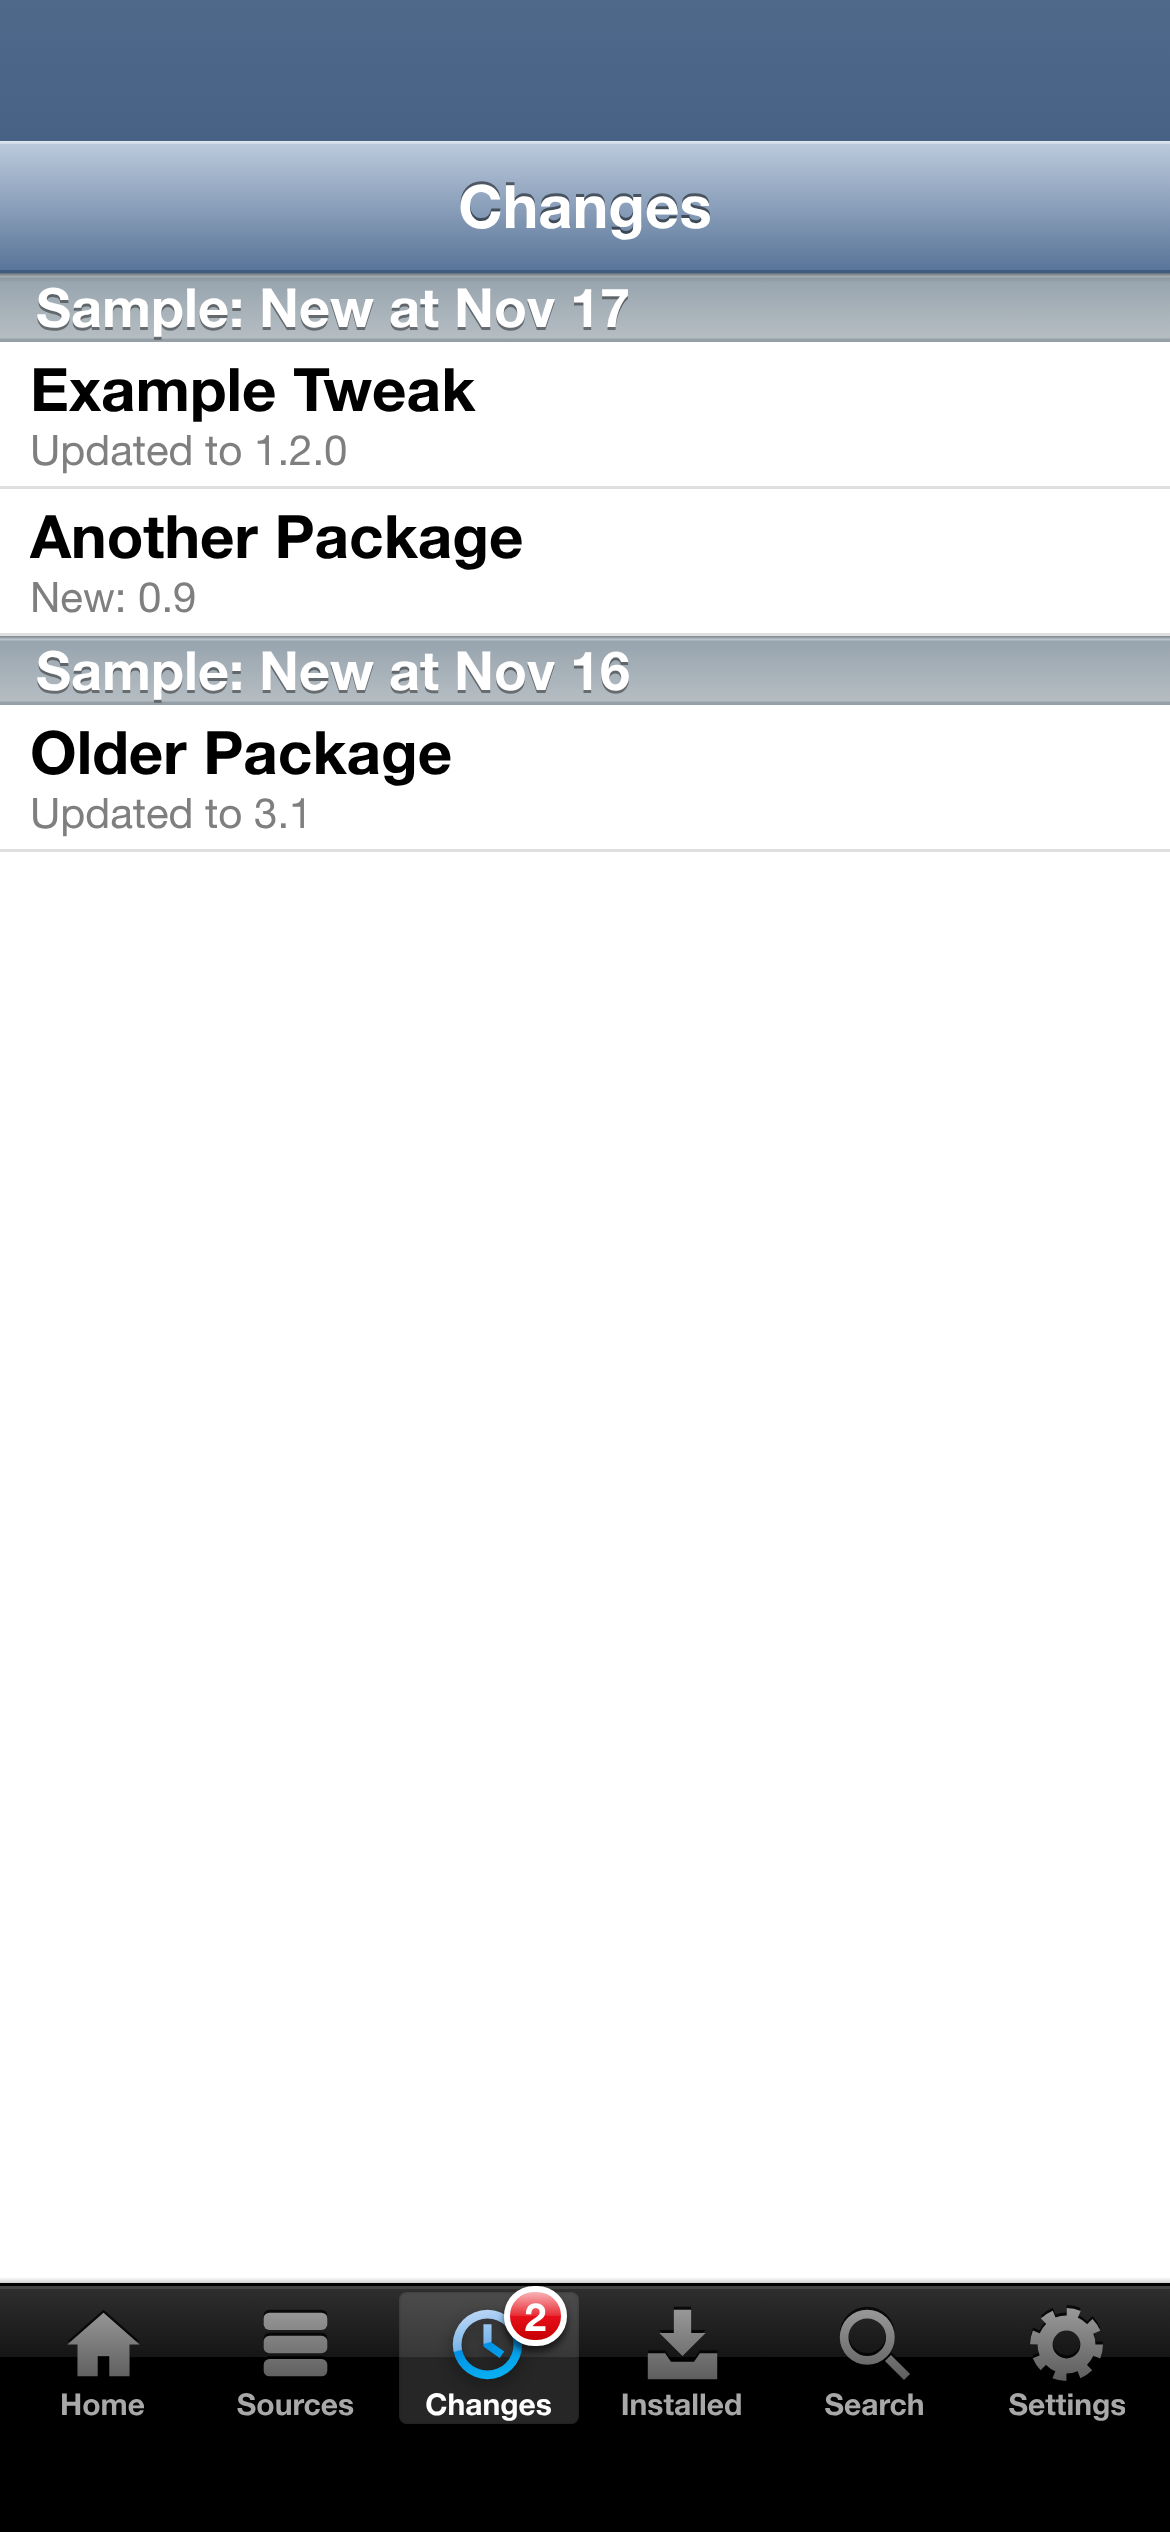 Changes
Sample: New at Nov 17
Example Tweak
Updated to 1.2.0
Another Package
New: 0.9
Sample: New at Nov 16
Older Package
Updated to 3.1
2
Home
Sources
Changes
Installed
Search
Settings